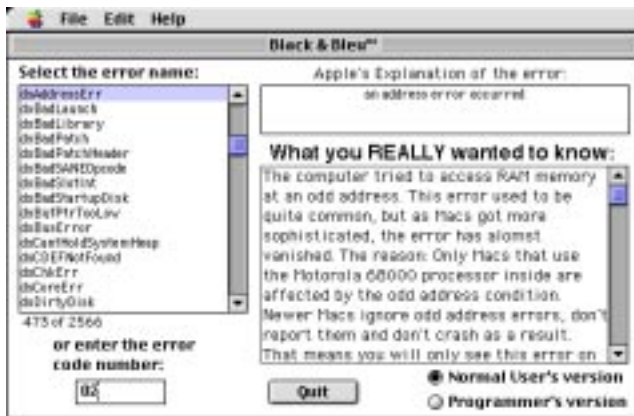 File Edit Help
Black & Bleu™
Select the error name:
dsAddressErr
dsBadLaunch
dsBadLibrary
dsBadPatch
dsBadPatchHeader
dsBadSANEOpcode
dsBadSlotInt
dsBadStartupDisk
dsBufPtrTooLow
dsBusError
dsCantHoldSystemHeap
dsCDEFNotFound
dsChkErr
dsCoreErr
dsDirtyDisk
473 of 2566
or enter the error
code number:
02
Apple's Explanation of the error:
an address error occurred
What you REALLY wanted to know:
The computer tried to access RAM memory
at an odd address. This error used to be
quite common, but as Macs got more
sophisticated, the error has alomst
vanished. The reason: Only Macs that use
the Motorola 68000 processor inside are
affected by the odd address condition.
Newer Macs ignore odd address errors, don't
report them and don't crash as a result.
That means you will only see this error on
Quit
Normal User's version
Programmer's version